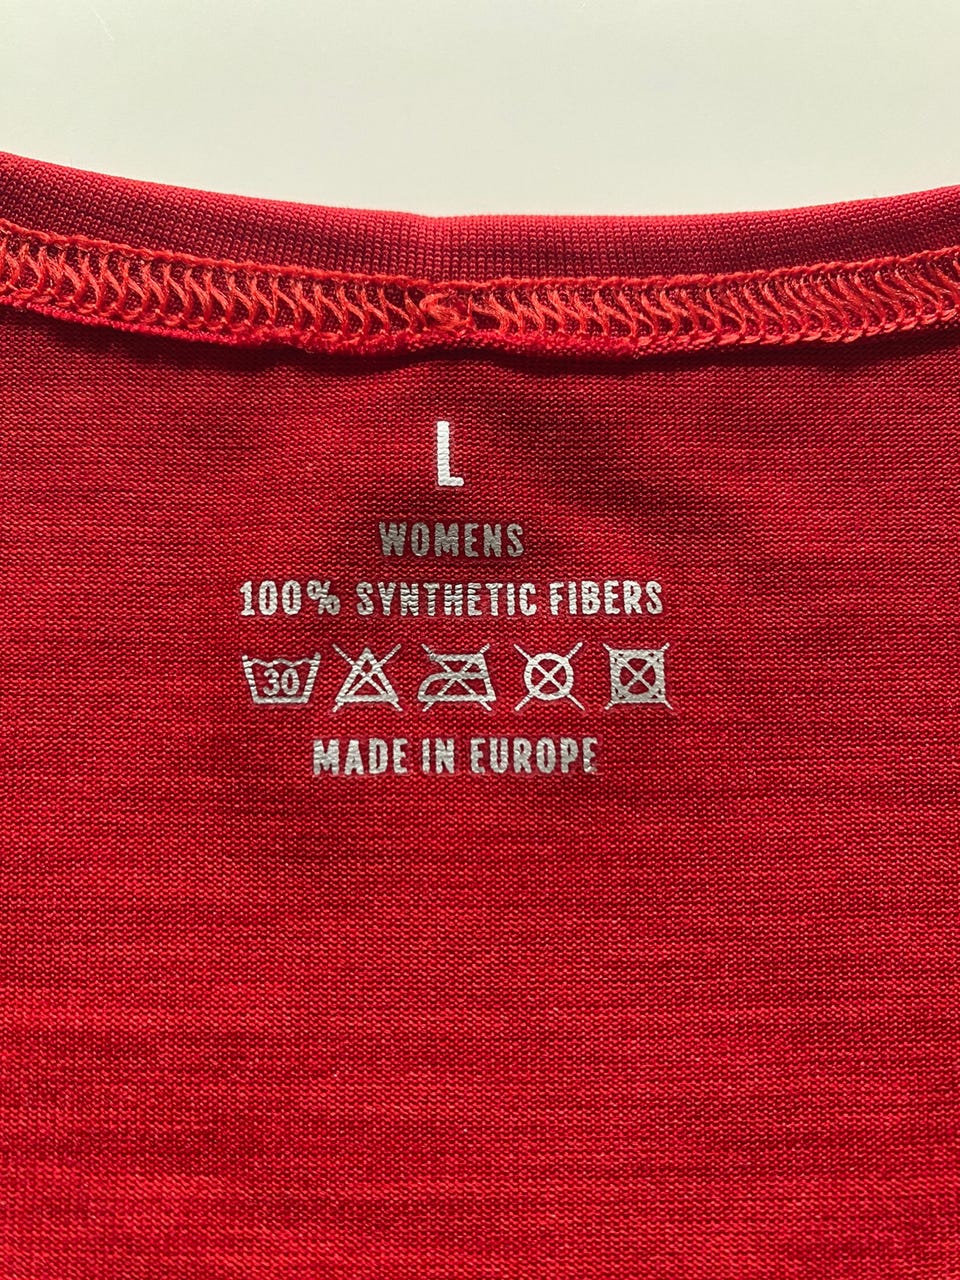 L
WOMENS
100% SYNTHETIC FIBERS
30
MADE IN EUROPE